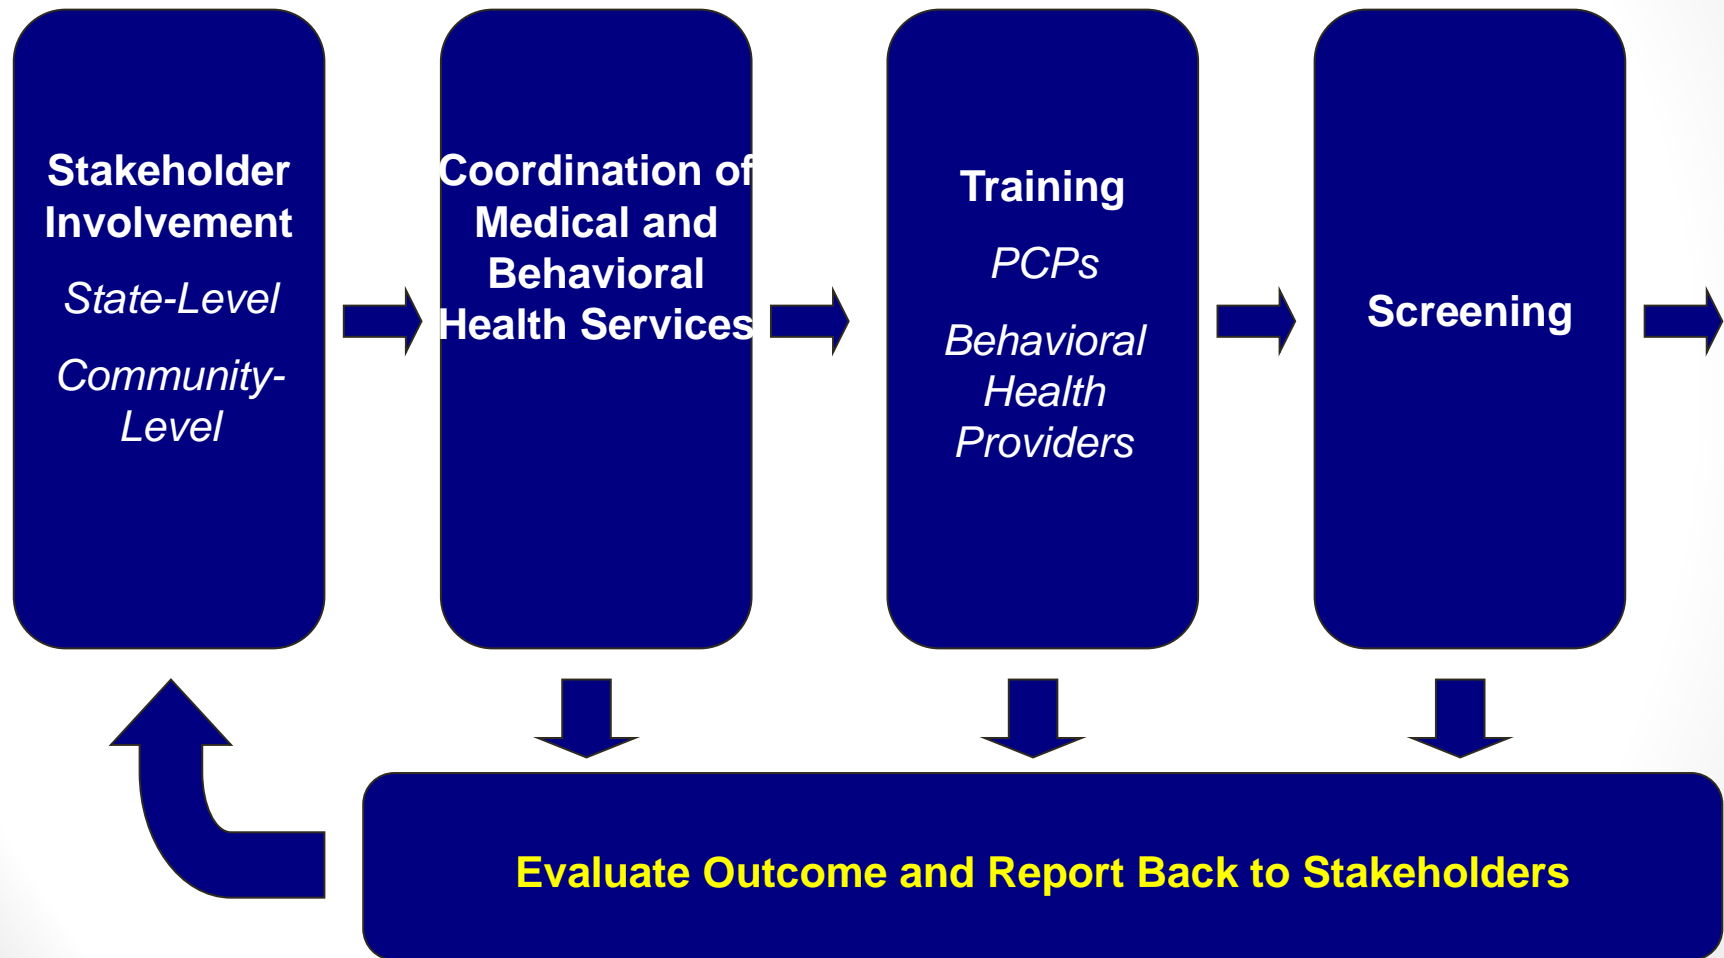 Stakeholder
Involvement
State-Level
Community-
Level
Coordination of
Medical and
Behavioral
Health Services
Training
PCPs
Behavioral
Health
Providers
Screening
Evaluate Outcome and Report Back to Stakeholders